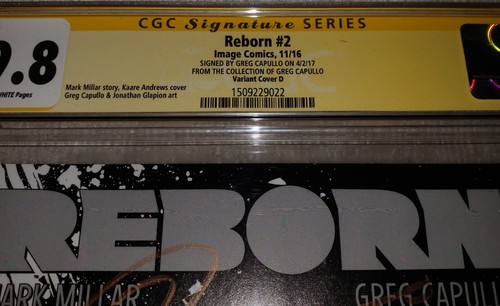 CGC Signature SERIES
9.8
WHITE Pages
Reborn #2
Image Comics, 11/16
SIGNED BY GREG CAPULLO ON 4/2/17
FROM THE COLLECTION OF GREG CAPULLO
Variant Cover D
Mark Millar story, Kaare Andrews cover
Greg Capullo & Jonathan Glapion art
1509229022
REBORN
MARK MILLAR
GREG CAPULL